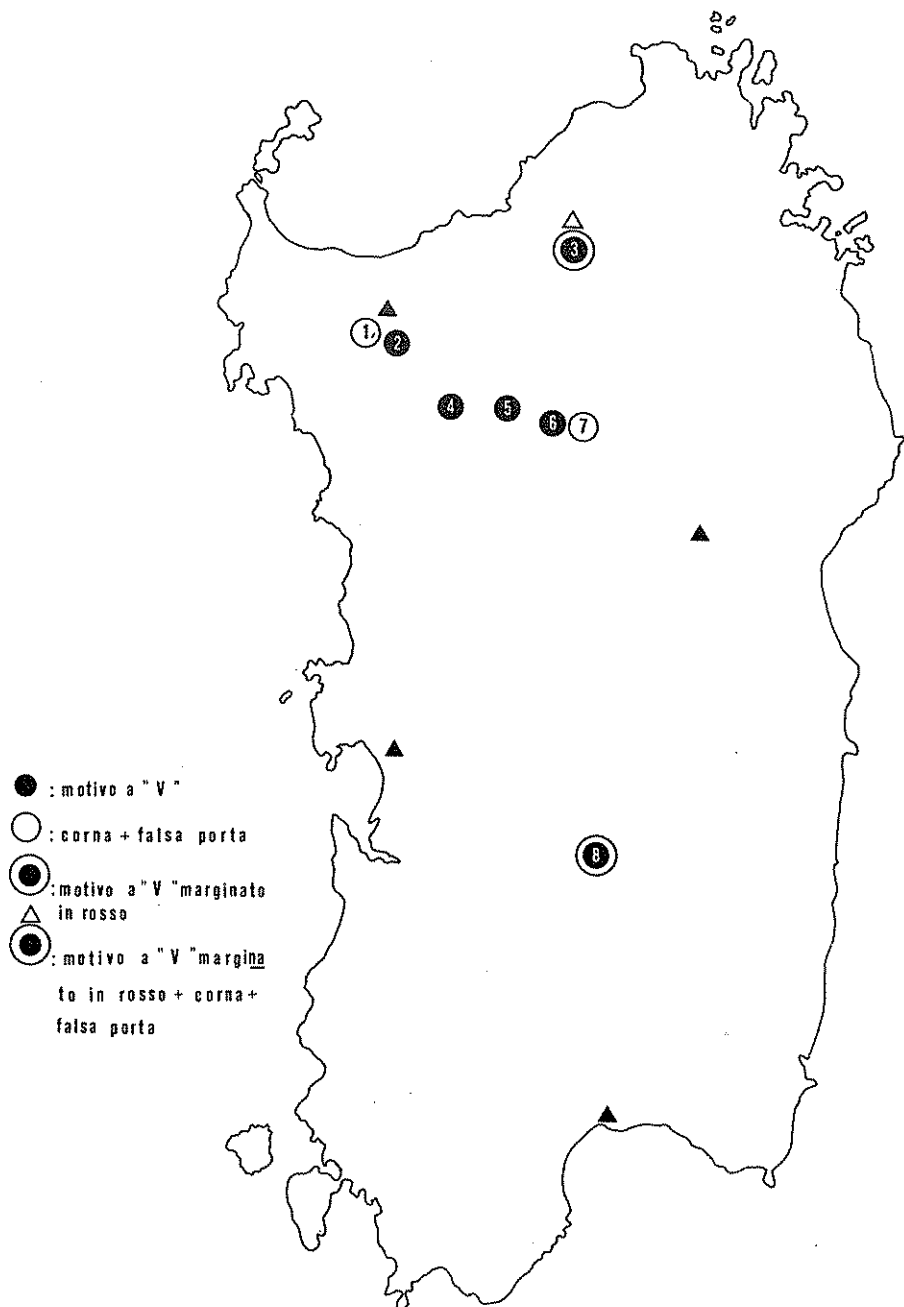 3
1
2
4
5
6
7
8
: motivo a "V"
: corna + falsa porta
: motivo a "V" marginato
in rosso
: motivo a "V" margina
to in rosso + corna +
falsa porta